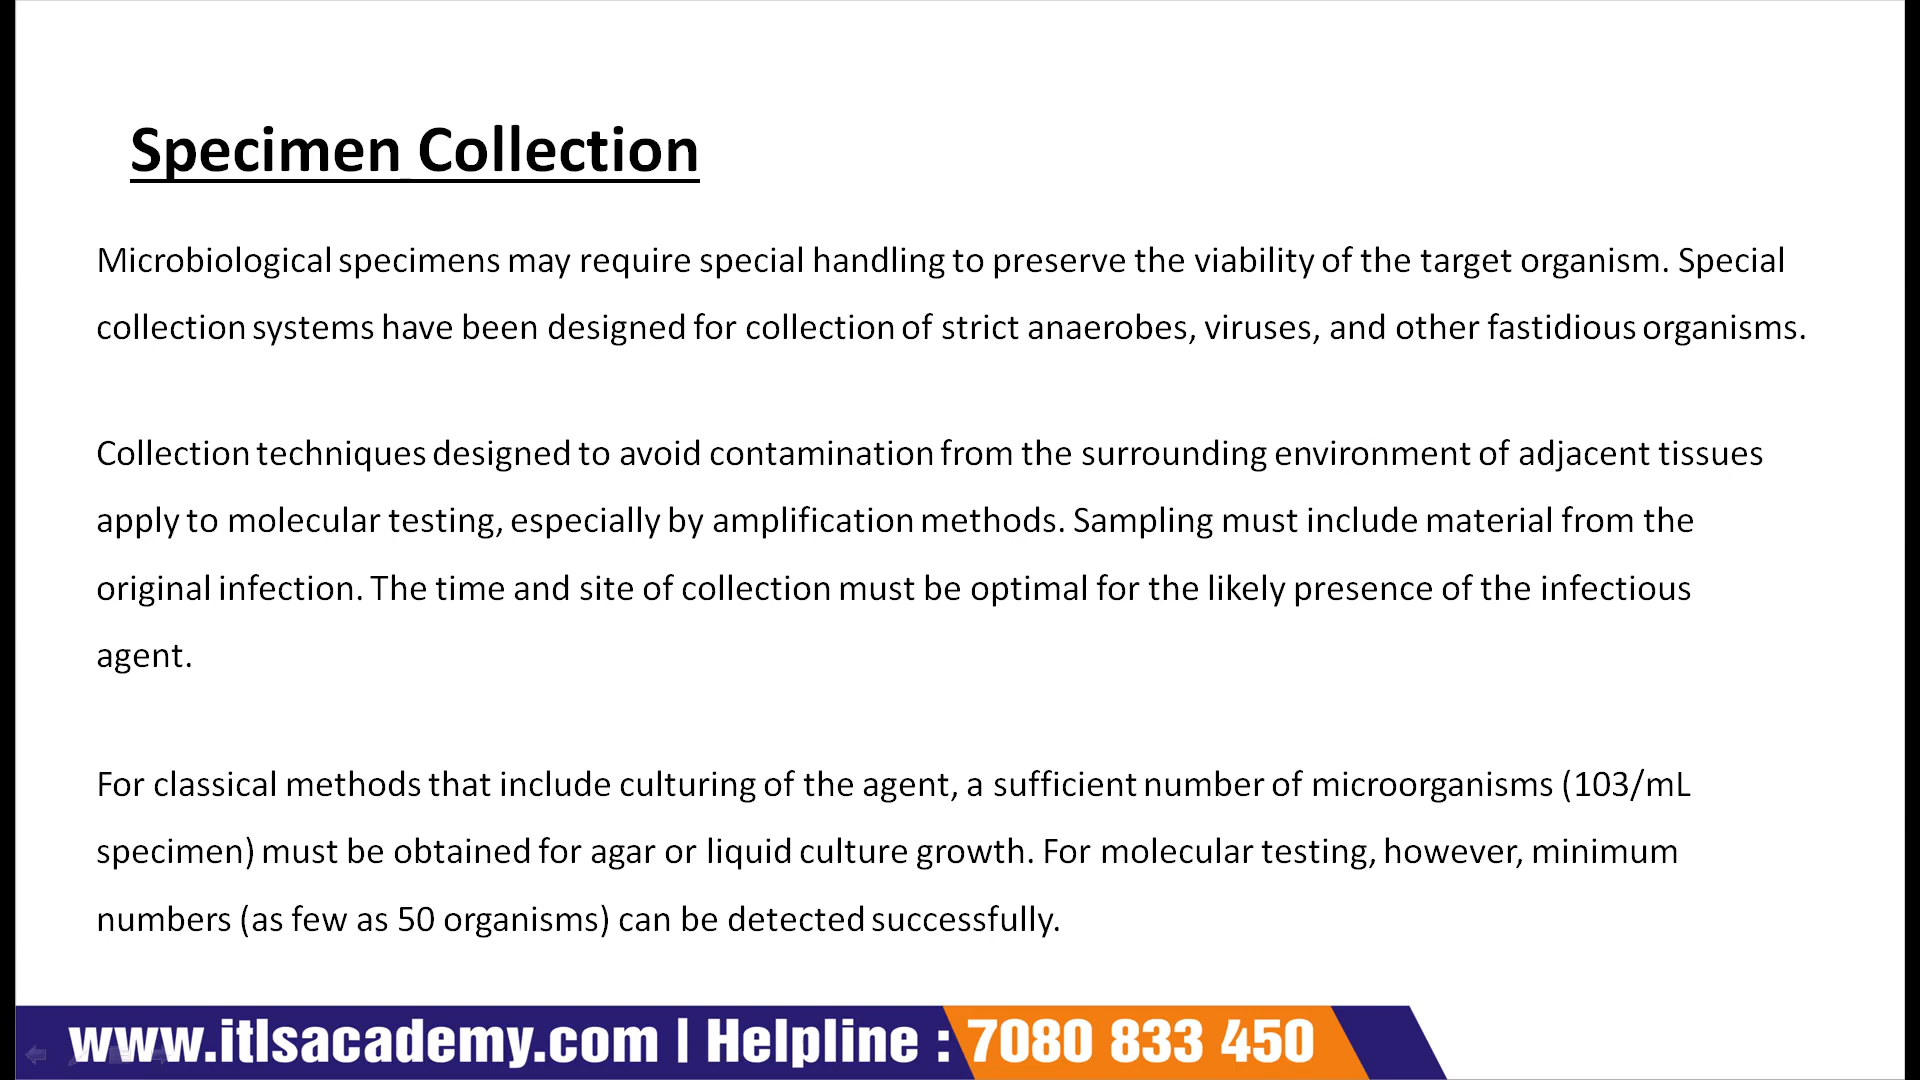 Specimen Collection
Microbiological specimens may require special handling to preserve the viability of the target organism. Special
collection systems have been designed for collection of strict anaerobes, viruses, and other fastidious organisms.
Collection techniques designed to avoid contamination from the surrounding environment of adjacent tissues
apply to molecular testing, especially by amplification methods. Sampling must include material from the
original infection. The time and site of collection must be optimal for the likely presence of the infectious
agent.
For classical methods that include culturing of the agent, a sufficient number of microorganisms (103/mL
specimen) must be obtained for agar or liquid culture growth. For molecular testing, however, minimum
numbers (as few as 50 organisms) can be detected successfully.
www.itlsacademy.com | Helpline : 7080 833 450